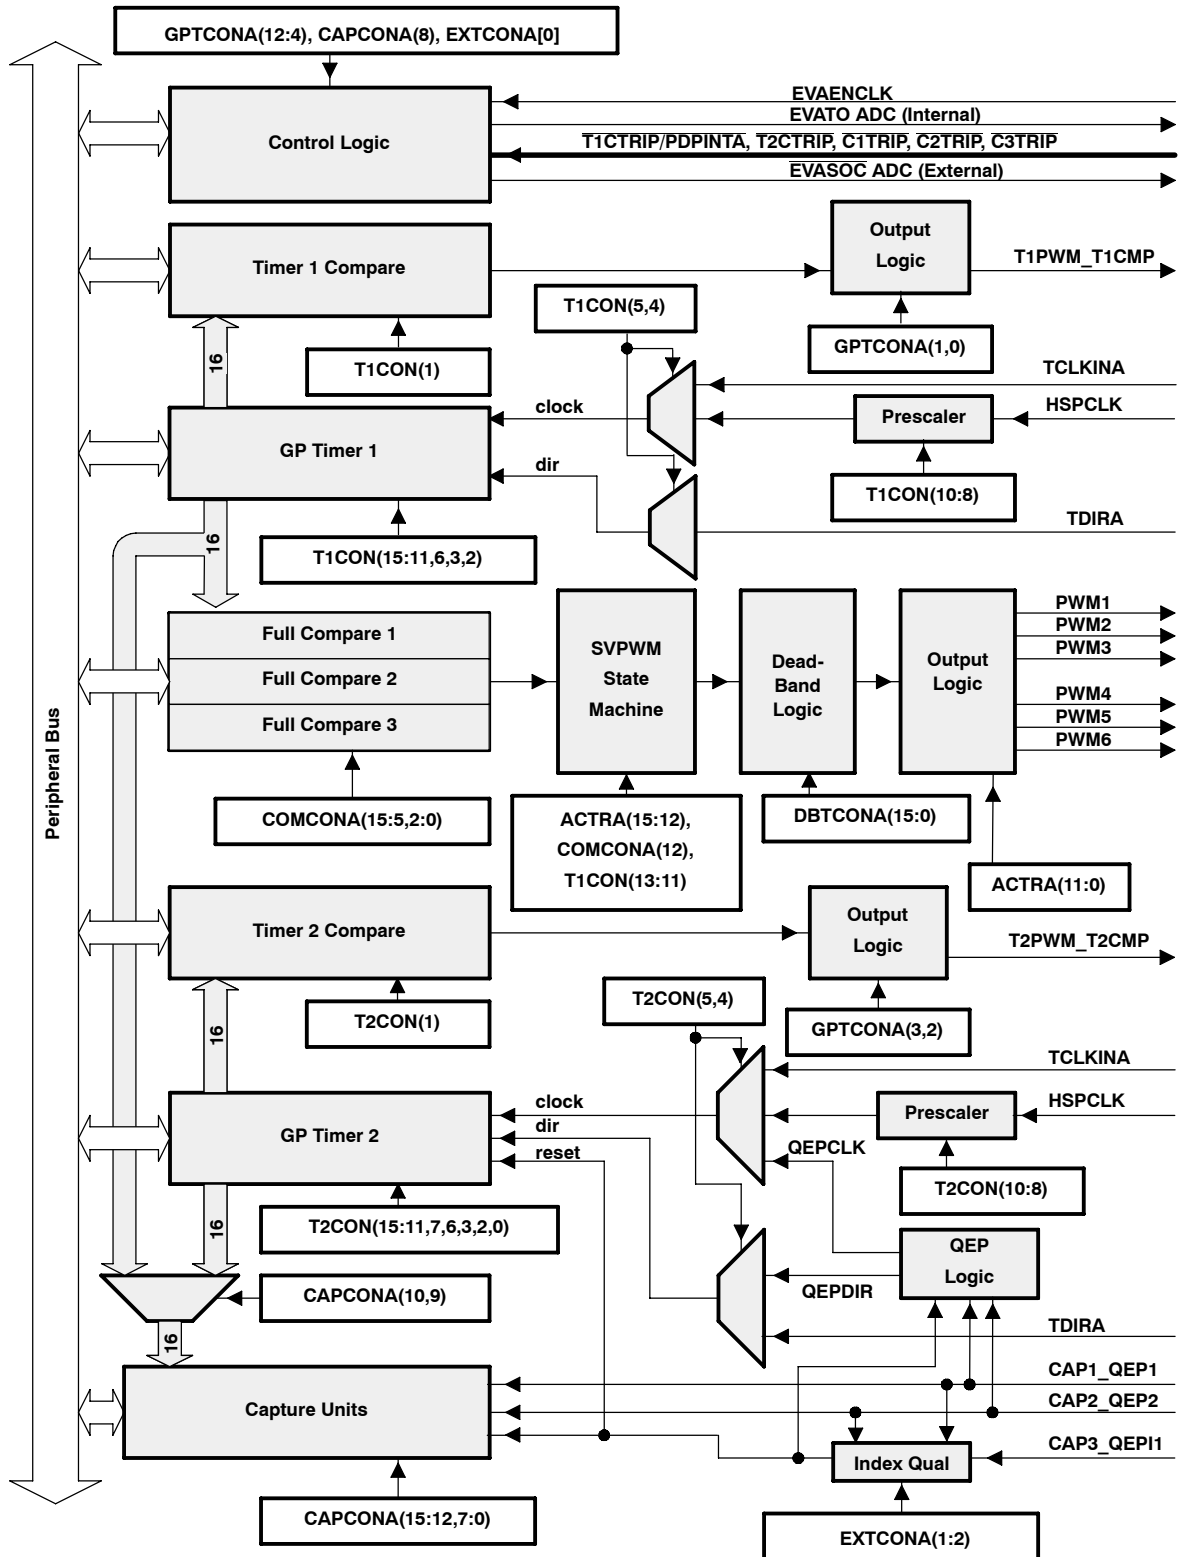 GPTCONA(12:4), CAPCONA(8), EXTCONA[0]
Control Logic
EVAENCLK
EVATO ADC (Internal)
T1CTRIP/PDPINTA, T2CTRIP, C1TRIP, C2TRIP, C3TRIP
EVASOC ADC (External)
Timer 1 Compare
Output
Logic
T1PWM_T1CMP
T1CON(5,4)
GPTCONA(1,0)
16
T1CON(1)
TCLKINA
clock
Prescaler
HSPCLK
GP Timer 1
dir
T1CON(10:8)
TDIRA
16
T1CON(15:11,6,3,2)
Full Compare 1
Full Compare 2
Full Compare 3
SVPWM
State
Machine
Dead-
Band
Logic
Output
Logic
PWM1
PWM2
PWM3
PWM4
PWM5
PWM6
Peripheral Bus
COMCONA(15:5,2:0)
ACTRA(15:12),
COMCONA(12),
T1CON(13:11)
DBTCONA(15:0)
ACTRA(11:0)
Timer 2 Compare
Output
Logic
T2PWM_T2CMP
T2CON(5,4)
T2CON(1)
GPTCONA(3,2)
16
TCLKINA
clock
Prescaler
HSPCLK
GP Timer 2
dir
reset
QEPCLK
T2CON(10:8)
16
T2CON(15:11,7,6,3,2,0)
QEP
Logic
QEPDIR
CAPCONA(10,9)
TDIRA
16
CAP1_QEP1
Capture Units
CAP2_QEP2
Index Qual
CAP3_QEPI1
CAPCONA(15:12,7:0)
EXTCONA(1:2)